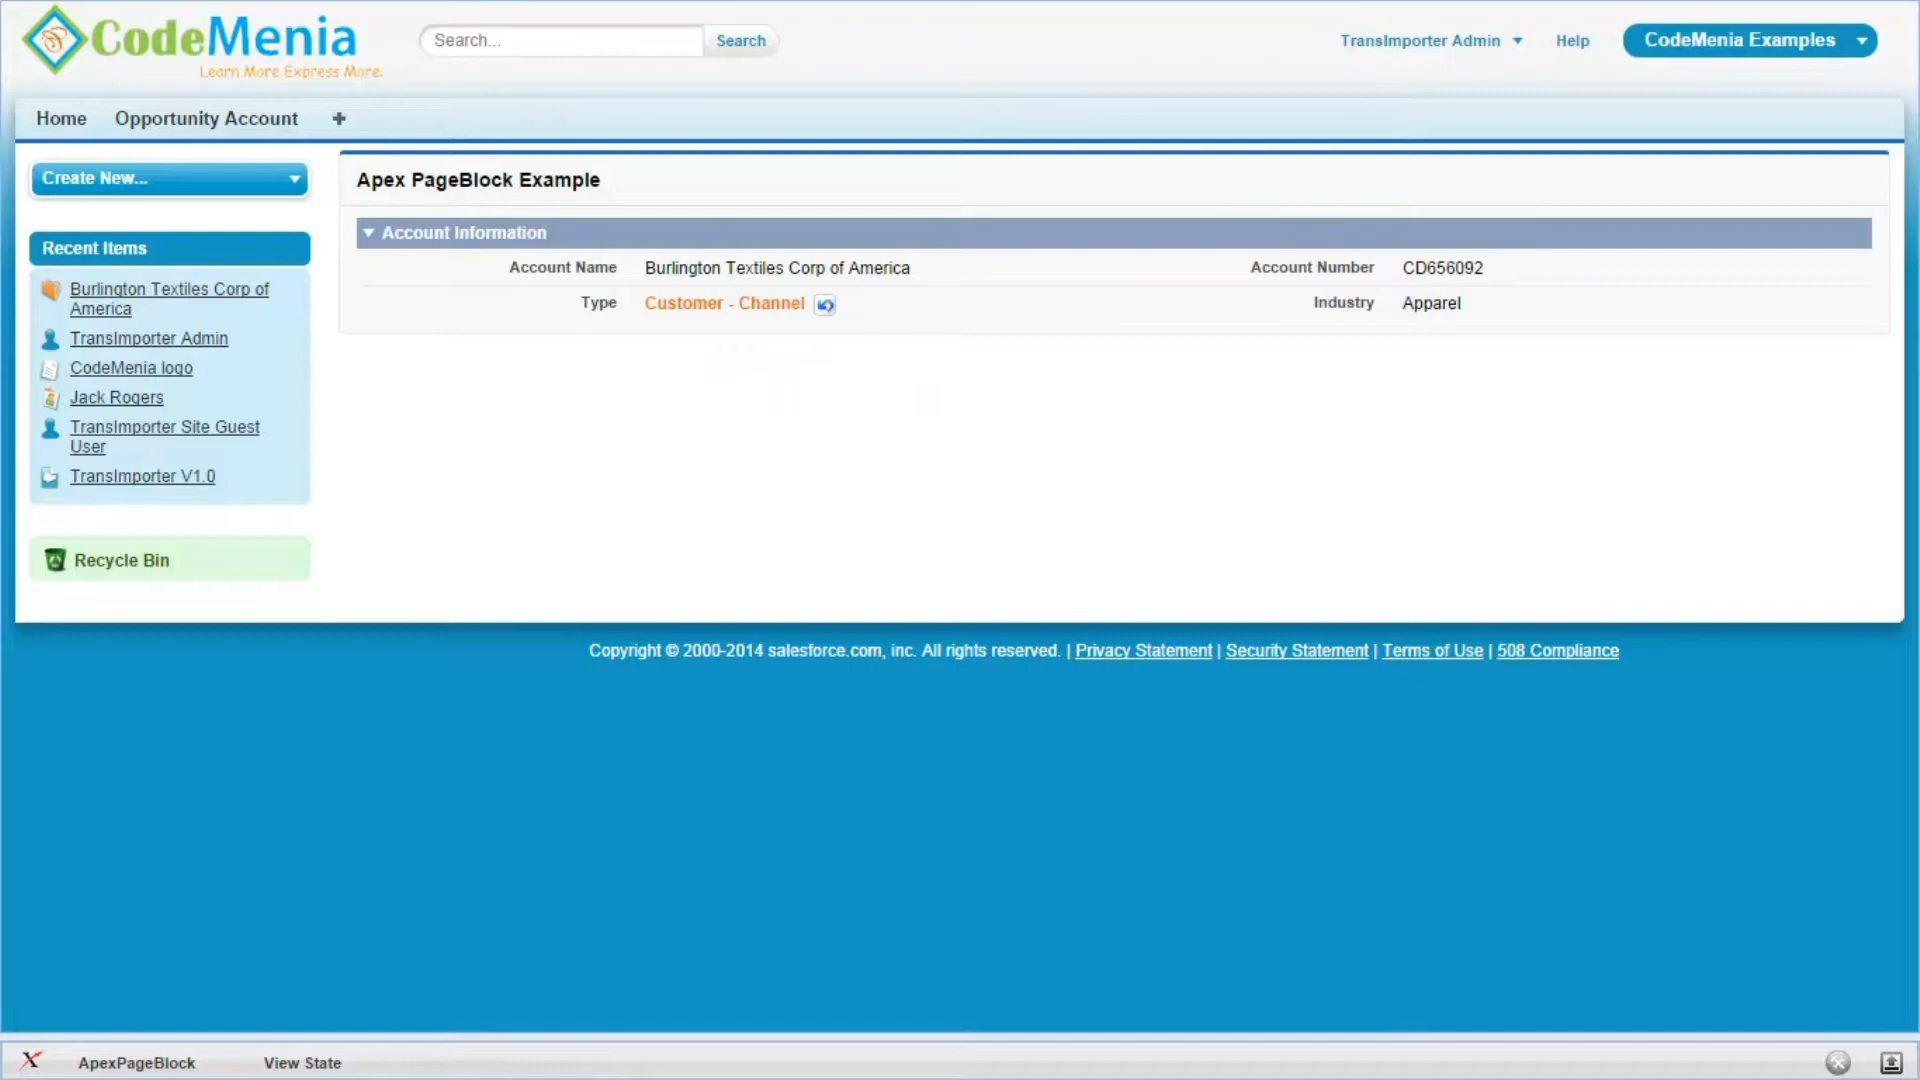 CodeMenia
Learn More.Express More.
Search...
Search
TransImporter Admin
Help
CodeMenia Examples
Home
Opportunity Account
Create New...
Recent Items
Burlington Textiles Corp of
America
TransImporter Admin
CodeMenia logo
Jack Rogers
TransImporter Site Guest
User
TransImporter V1.0
Recycle Bin
Apex PageBlock Example
Account Information
Account Name Burlington Textiles Corp of America
Account Number CD656092
Type Customer - Channel
Industry Apparel
Copyright © 2000-2014 salesforce.com, inc. All rights reserved. | Privacy Statement | Security Statement | Terms of Use | 508 Compliance
ApexPageBlock
View State